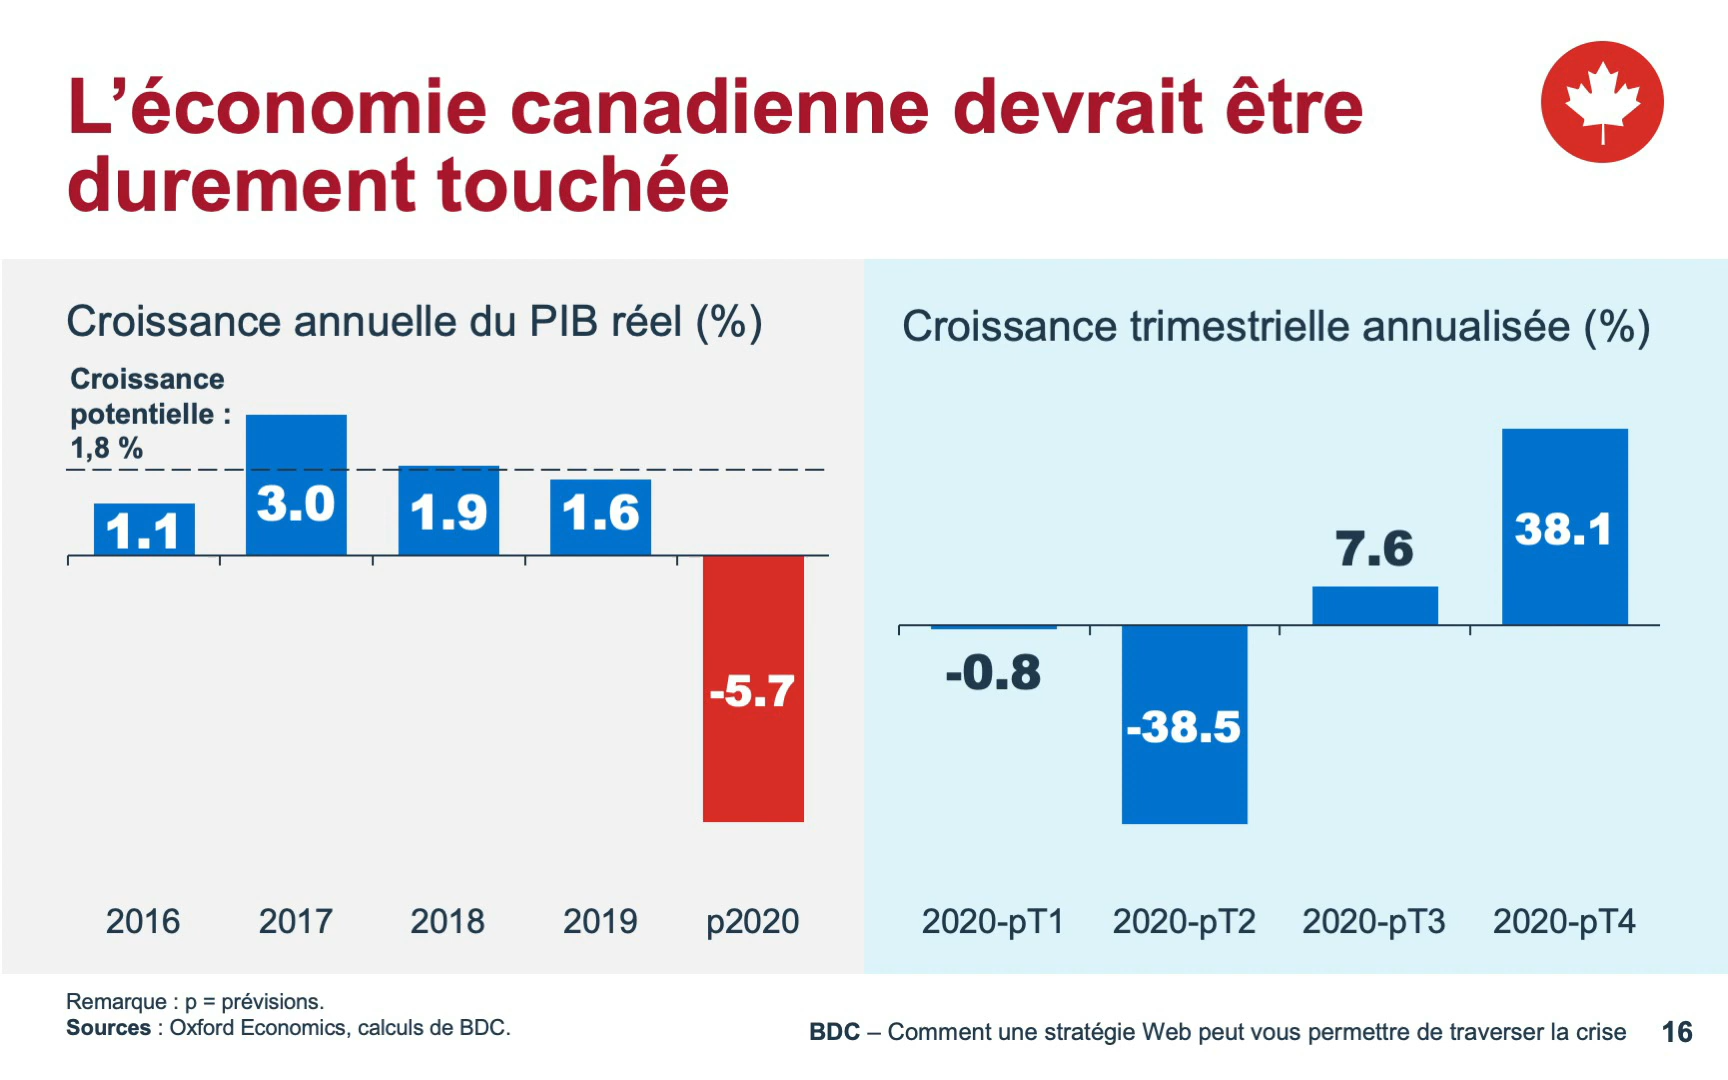 L’économie canadienne devrait être
durement touchée
Croissance annuelle du PIB réel (%)
Croissance
potentielle :
1,8 %
1.1
3.0
1.9
1.6
-5.7
2016
2017
2018
2019
p2020
Croissance trimestrielle annualisée (%)
-0.8
-38.5
7.6
38.1
2020-pT1
2020-pT2
2020-pT3
2020-pT4
Remarque : p = prévisions.
Sources : Oxford Economics, calculs de BDC.
BDC – Comment une stratégie Web peut vous permettre de traverser la crise 16